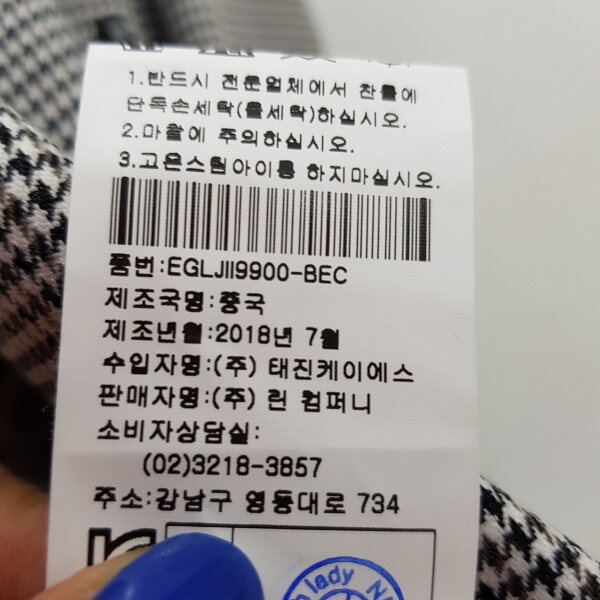 1.반드시 전문업체에서 찬물에
단독손세탁(울세탁)하십시오.
2.마찰에 주의하십시오.
3.고온스팀아이롱 하지마십시오.
품번:EGLJII9900-BEC
제조국명:중국
제조년월:2018년 7월
수입자명:(주) 태진케이에스
판매자명:(주) 린 컴퍼니
소비자상담실:
(02)3218-3857
주소:강남구 영동대로 734
lady